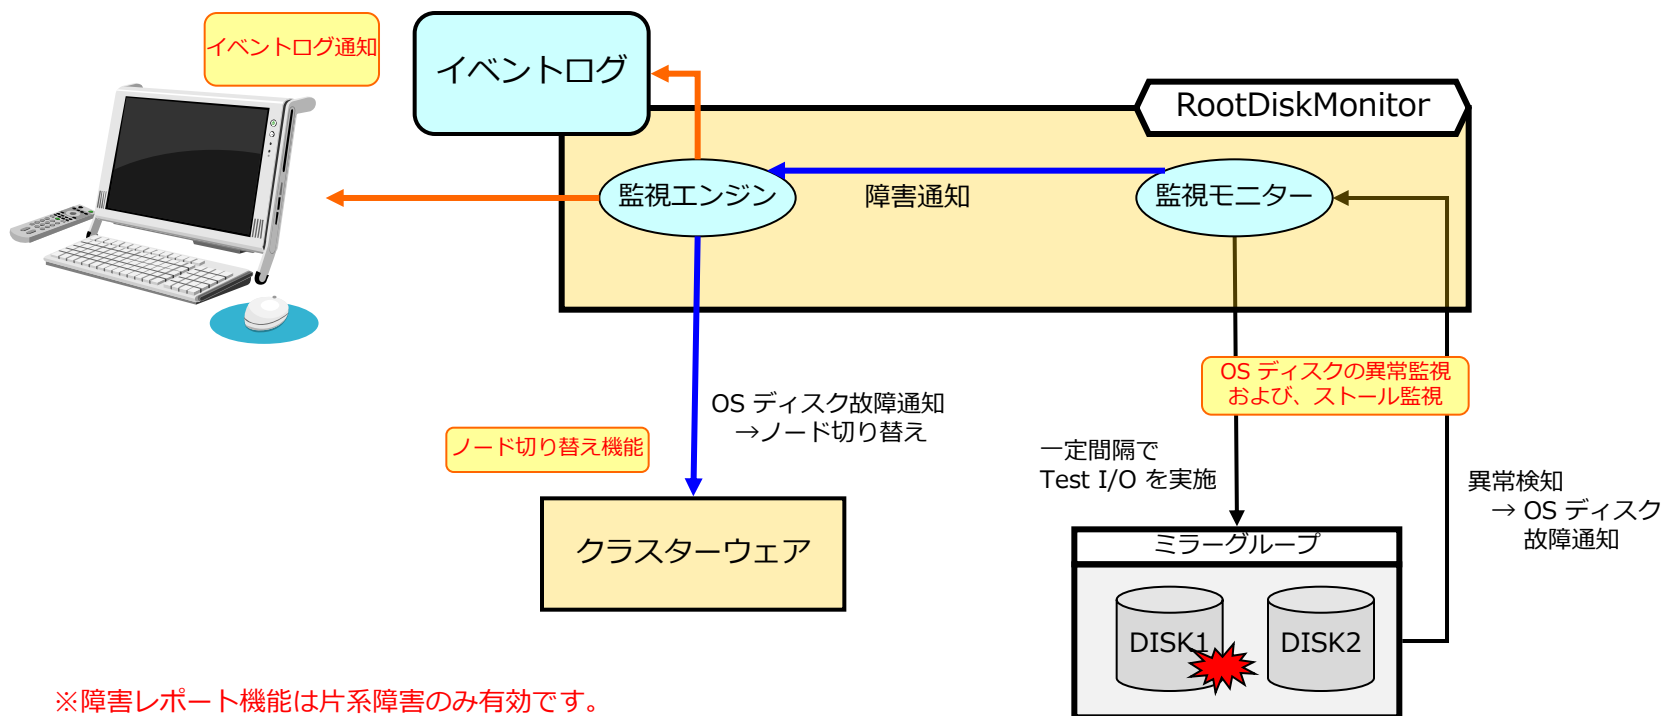 イベントログ通知
イベントログ
RootDiskMonitor
監視エンジン
障害通知
監視モニター
OS ディスクの異常監視
および、ストール監視
OS ディスク故障通知
→ノード切り替え
ノード切り替え機能
一定間隔で
Test I/O を実施
異常検知
→ OS ディスク
故障通知
クラスターウェア
ミラーグループ
DISK1
DISK2
※障害レポート機能は片系障害のみ有効です。